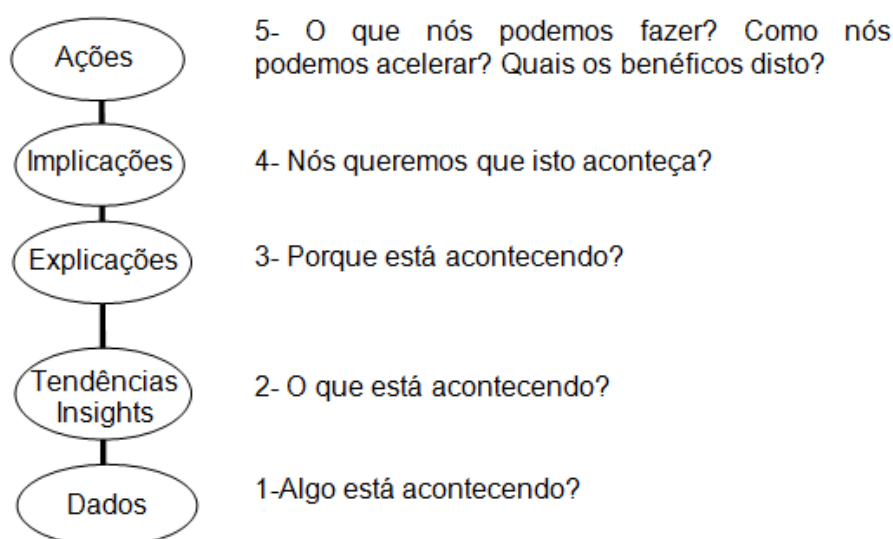 Ações
5- O que nós podemos fazer? Como nós
podemos acelerar? Quais os benéficos disto?
Implicações
4- Nós queremos que isto aconteça?
Explicações
3- Porque está acontecendo?
Tendências
Insights
2- O que está acontecendo?
Dados
1-Algo está acontecendo?